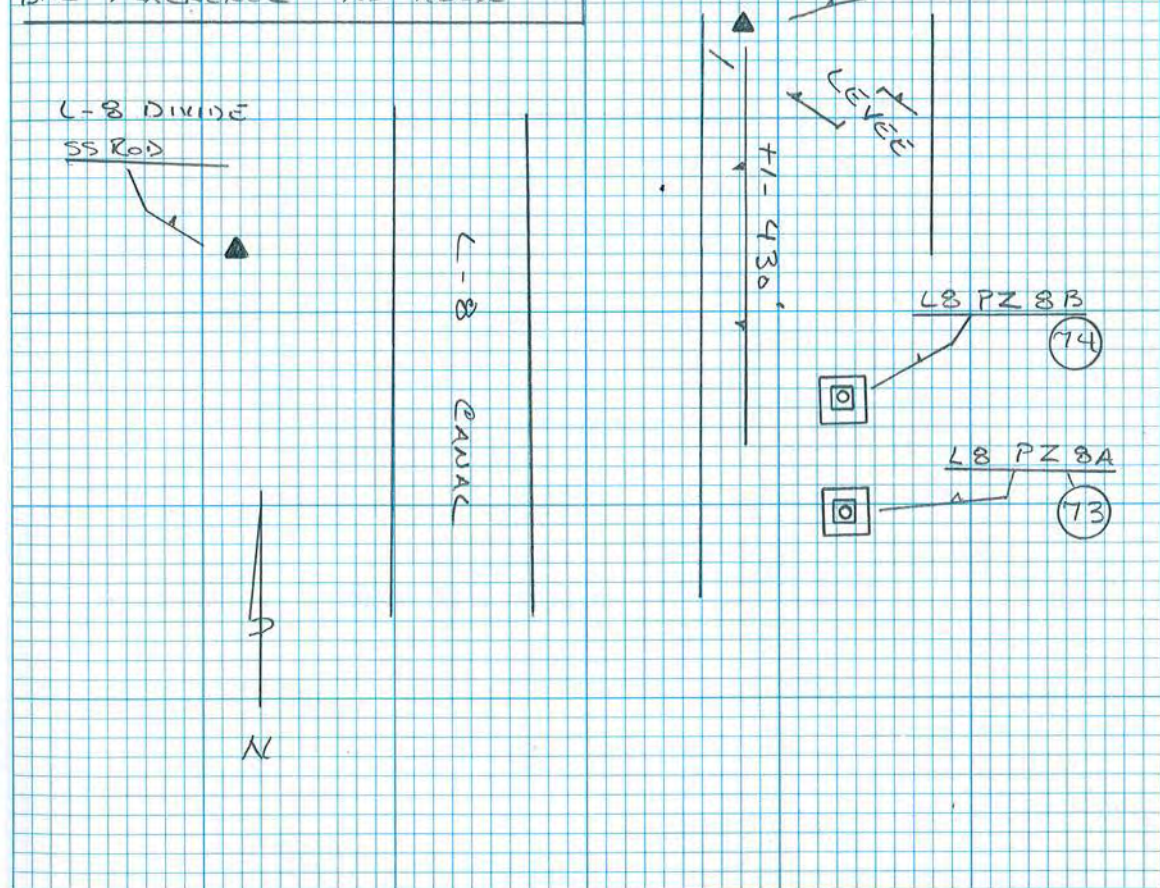 L-8 DIVIDE
SS ROD
LEVEE
+/- 430'
L-8 CANAL
L8 PZ 8B
74
L8 PZ 8A
73
N